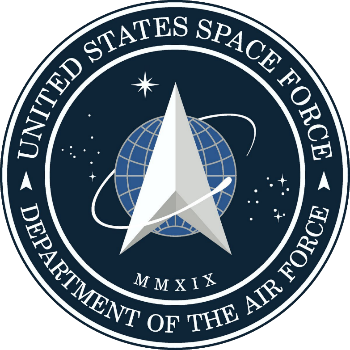 UNITED STATES SPACE FORCE
MMXIX
DEPARTMENT OF THE AIR FORCE